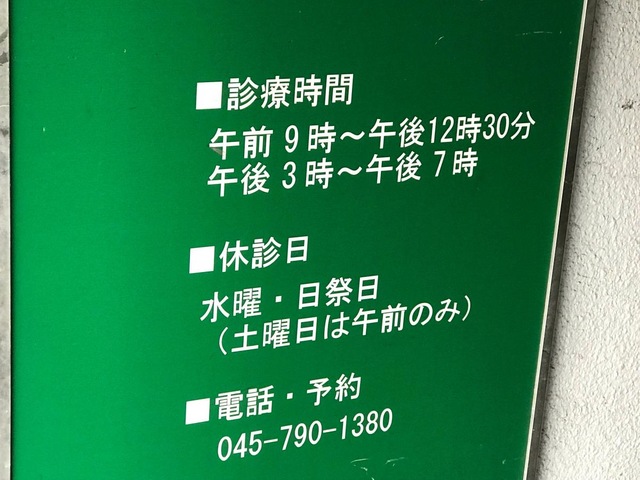 ■診療時間
午前9時～午後12時30分
午後3時～午後7時
■休診日
水曜・日祭日
（土曜日は午前のみ）
■電話・予約
045-790-1380